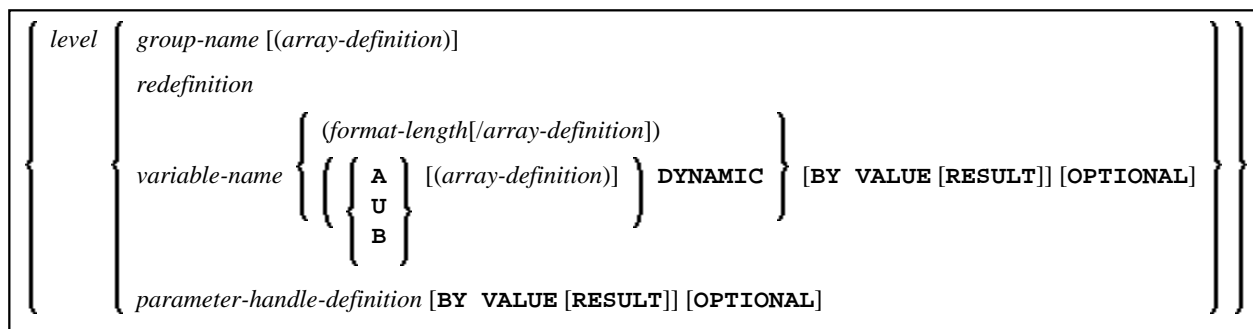 level group-name [(array-definition)]
redefinition
(format-length[/array-definition])
variable-name ( A [(array-definition)] ) DYNAMIC [BY VALUE [RESULT]] [OPTIONAL]
U
B
parameter-handle-definition [BY VALUE [RESULT]] [OPTIONAL]